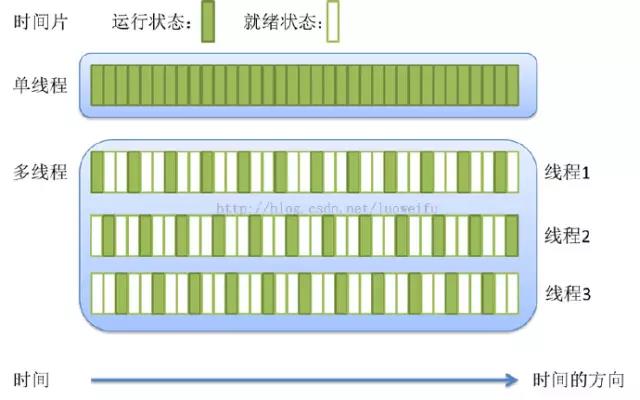 时间片 运行状态： 就绪状态：
单线程
多线程 线程1
http://blog.csdn.net/luoweifu
线程2
线程3
时间 时间的方向